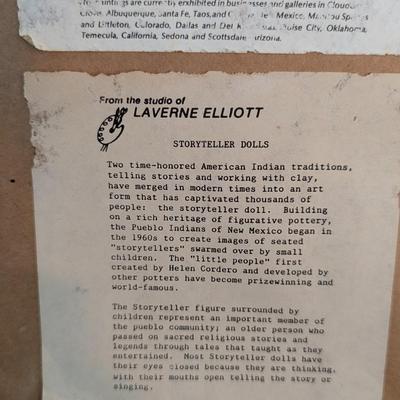 ntings are currently exhibited in businesses and galleries in Cloud
Clovis, Albuquerque, Santa Fe, Taos, and Mexico, Manitou Springs
and Littleton, Colorado, Dallas and Del Boise City, Oklahoma,
Temecula, California, Sedona and Scottsdale Arizona.
From the studio of
LAVERNE ELLIOTT
STORYTELLER DOLLS
Two time-honored American Indian traditions,
telling stories and working with clay,
have merged in modern times into an art
form that has captivated thousands of
people: the storyteller doll. Building
on a rich heritage of figurative pottery,
the Pueblo Indians of New Mexico began in
the 1960s to create images of seated
"storytellers" swarmed over by small
children. The "little people" first
created by Helen Cordero and developed by
other potters have become prizewinning and
world-famous.
The Storyteller figure surrounded by
children represent an important member of
the pueblo community; an older person who
passed on sacred religious stories and
legends through tales that taught as they
entertained. Most Storyteller dolls have
their eyes closed because they are thinking,
with their mouths open telling the story or
singing.